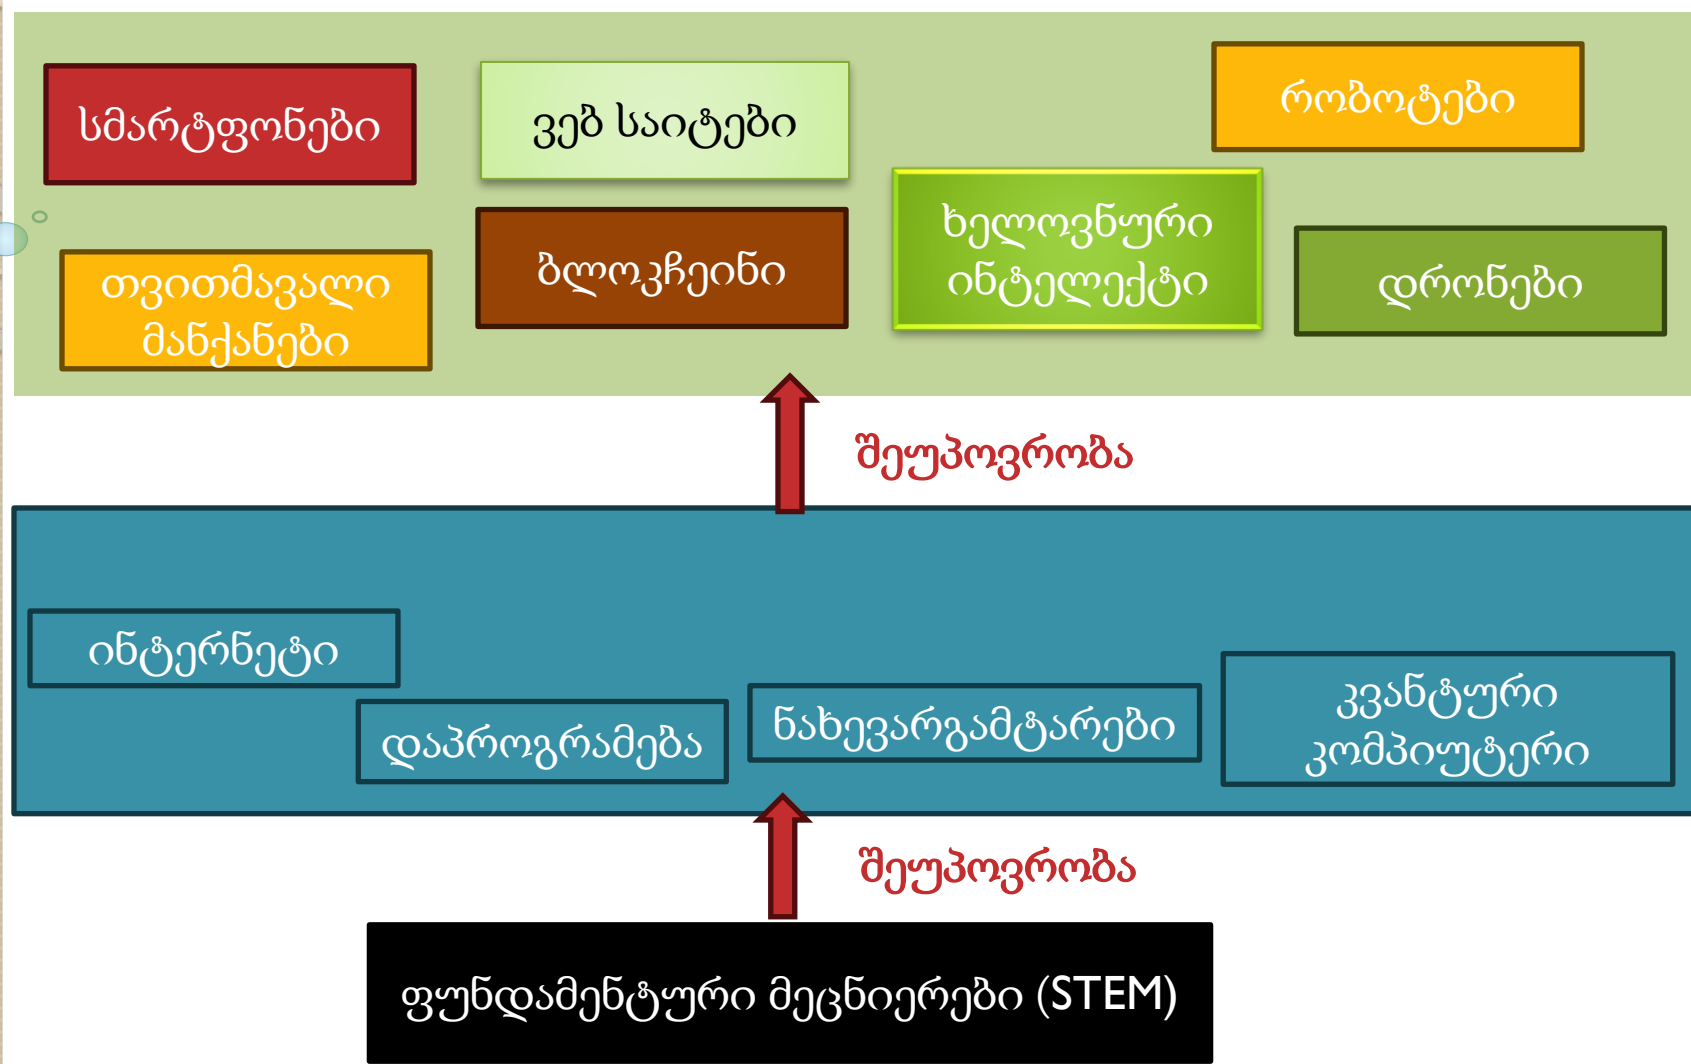 სმარტფონები
ვებ საიტები
რობოტები
თვითმავალი
მანქანები
ბლოკჩეინი
ხელოვნური
ინტელექტი
დრონები
შეუპოვრობა
ინტერნეტი
დაპროგრამება
ნახევარგამტარები
კვანტური
კომპიუტერი
შეუპოვრობა
ფუნდამენტური მეცნიერები (STEM)